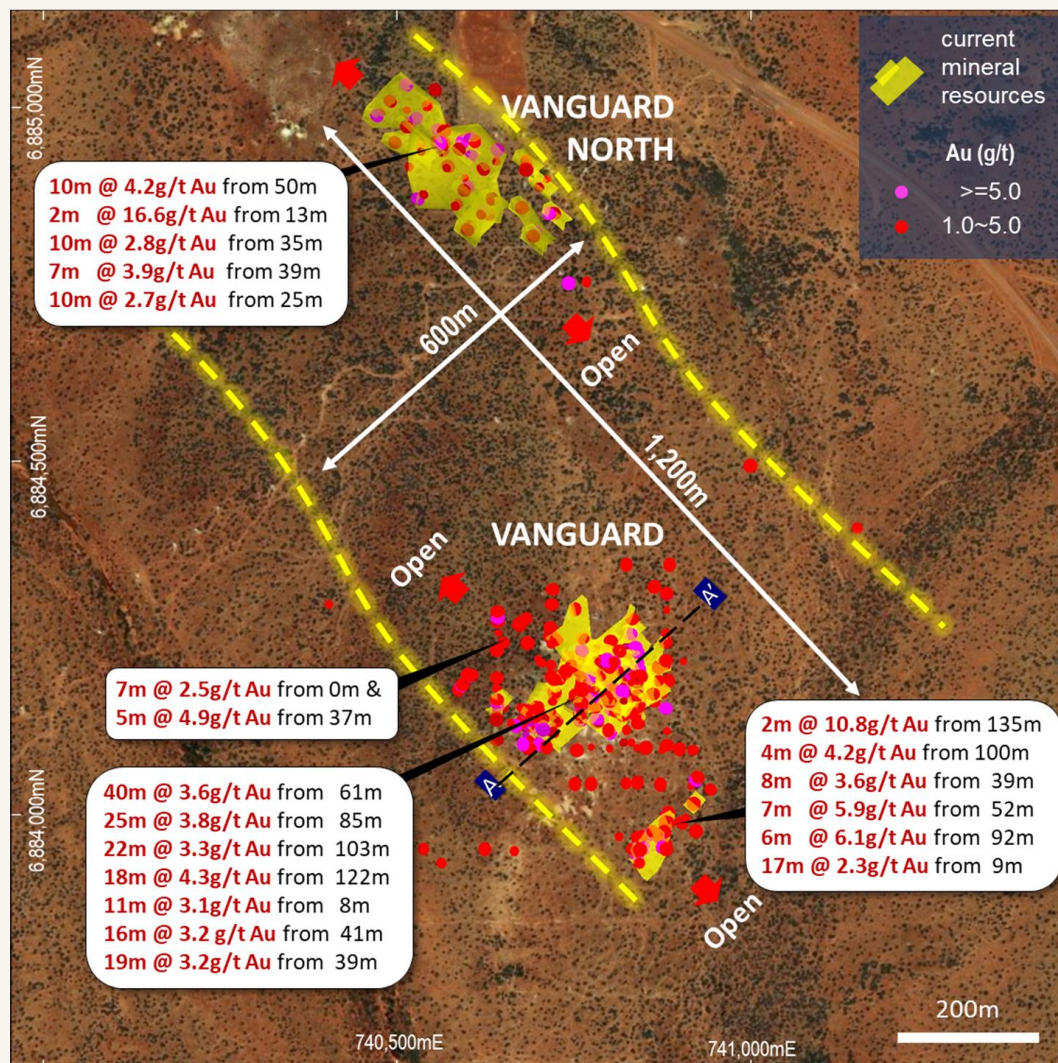 current
mineral
resources
Au (g/t)
>=5.0
1.0~5.0
VANGUARD
NORTH
6,885,000mN
10m @ 4.2g/t Au from 50m
2m @ 16.6g/t Au from 13m
10m @ 2.8g/t Au from 35m
7m @ 3.9g/t Au from 39m
10m @ 2.7g/t Au from 25m
600m
Open
1,200m
6,884,500mN
VANGUARD
Open
A'
7m @ 2.5g/t Au from 0m &
5m @ 4.9g/t Au from 37m
A
40m @ 3.6g/t Au from 61m
25m @ 3.8g/t Au from 85m
22m @ 3.3g/t Au from 103m
18m @ 4.3g/t Au from 122m
11m @ 3.1g/t Au from 8m
16m @ 3.2 g/t Au from 41m
19m @ 3.2g/t Au from 39m
2m @ 10.8g/t Au from 135m
4m @ 4.2g/t Au from 100m
8m @ 3.6g/t Au from 39m
7m @ 5.9g/t Au from 52m
6m @ 6.1g/t Au from 92m
17m @ 2.3g/t Au from 9m
6,884,000mN
Open
200m
740,500mE
741,000mE